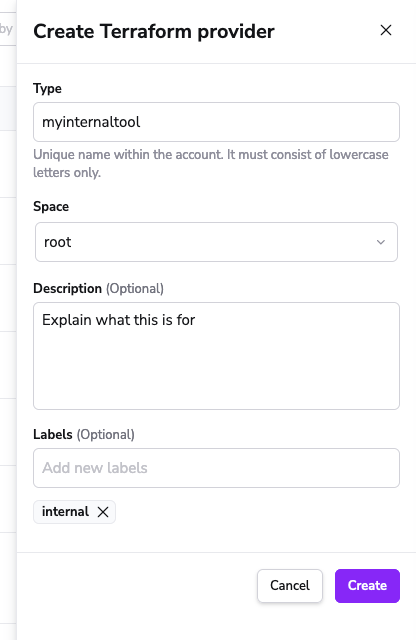 by
Create Terraform provider
Type
myinternaltool
Unique name within the account. It must consist of lowercase
letters only.
Space
root
Description (Optional)
Explain what this is for
Labels (Optional)
Add new labels
internal
Cancel
Create